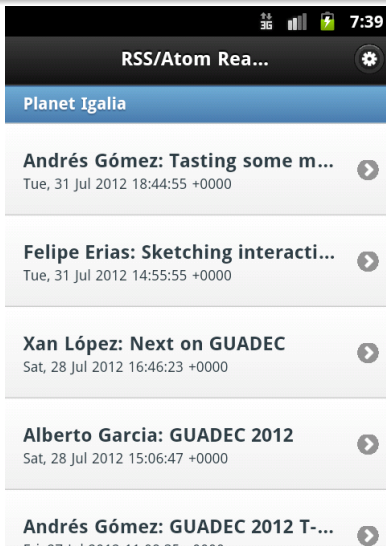 3G 7:39
RSS/Atom Rea...
Planet Igalia
Andrés Gómez: Tasting some m...
Tue, 31 Jul 2012 18:44:55 +0000
Felipe Erias: Sketching interacti...
Tue, 31 Jul 2012 14:55:55 +0000
Xan López: Next on GUADEC
Sat, 28 Jul 2012 16:46:23 +0000
Alberto Garcia: GUADEC 2012
Sat, 28 Jul 2012 15:06:47 +0000
Andrés Gómez: GUADEC 2012 T-...